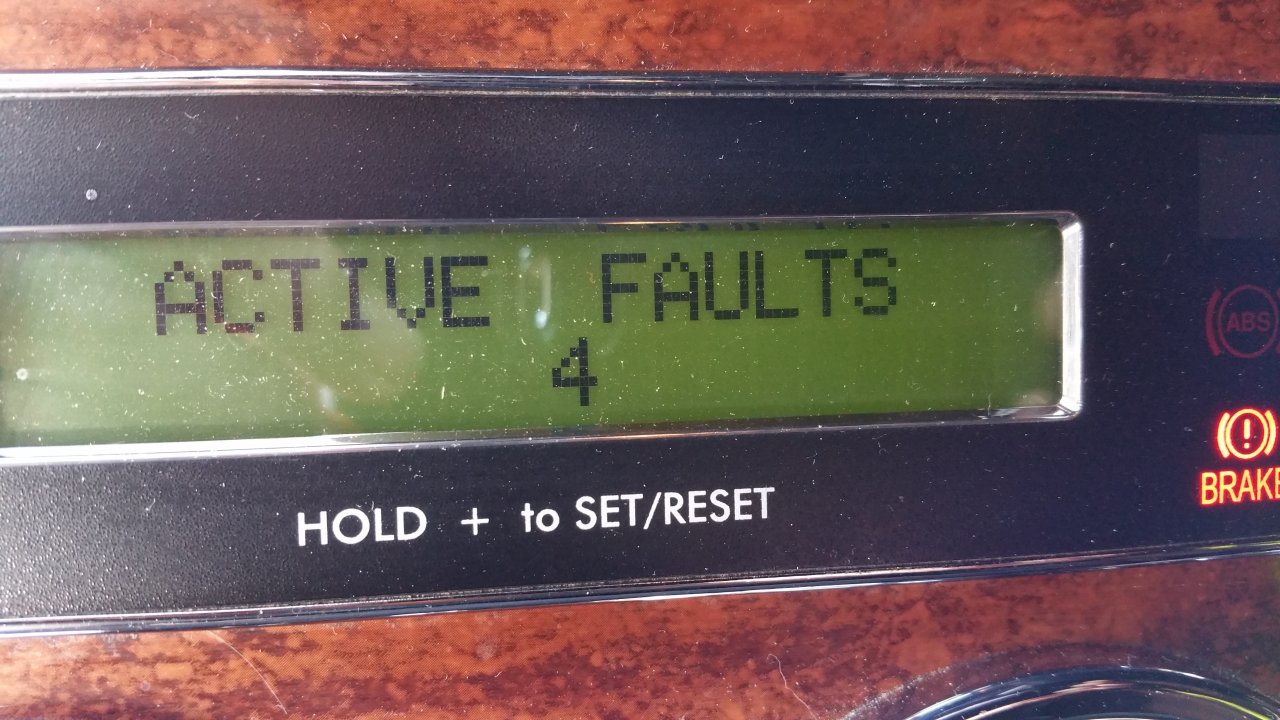 ACTIVE FAULTS
4
ABS
BRAKE
HOLD + to SET/RESET